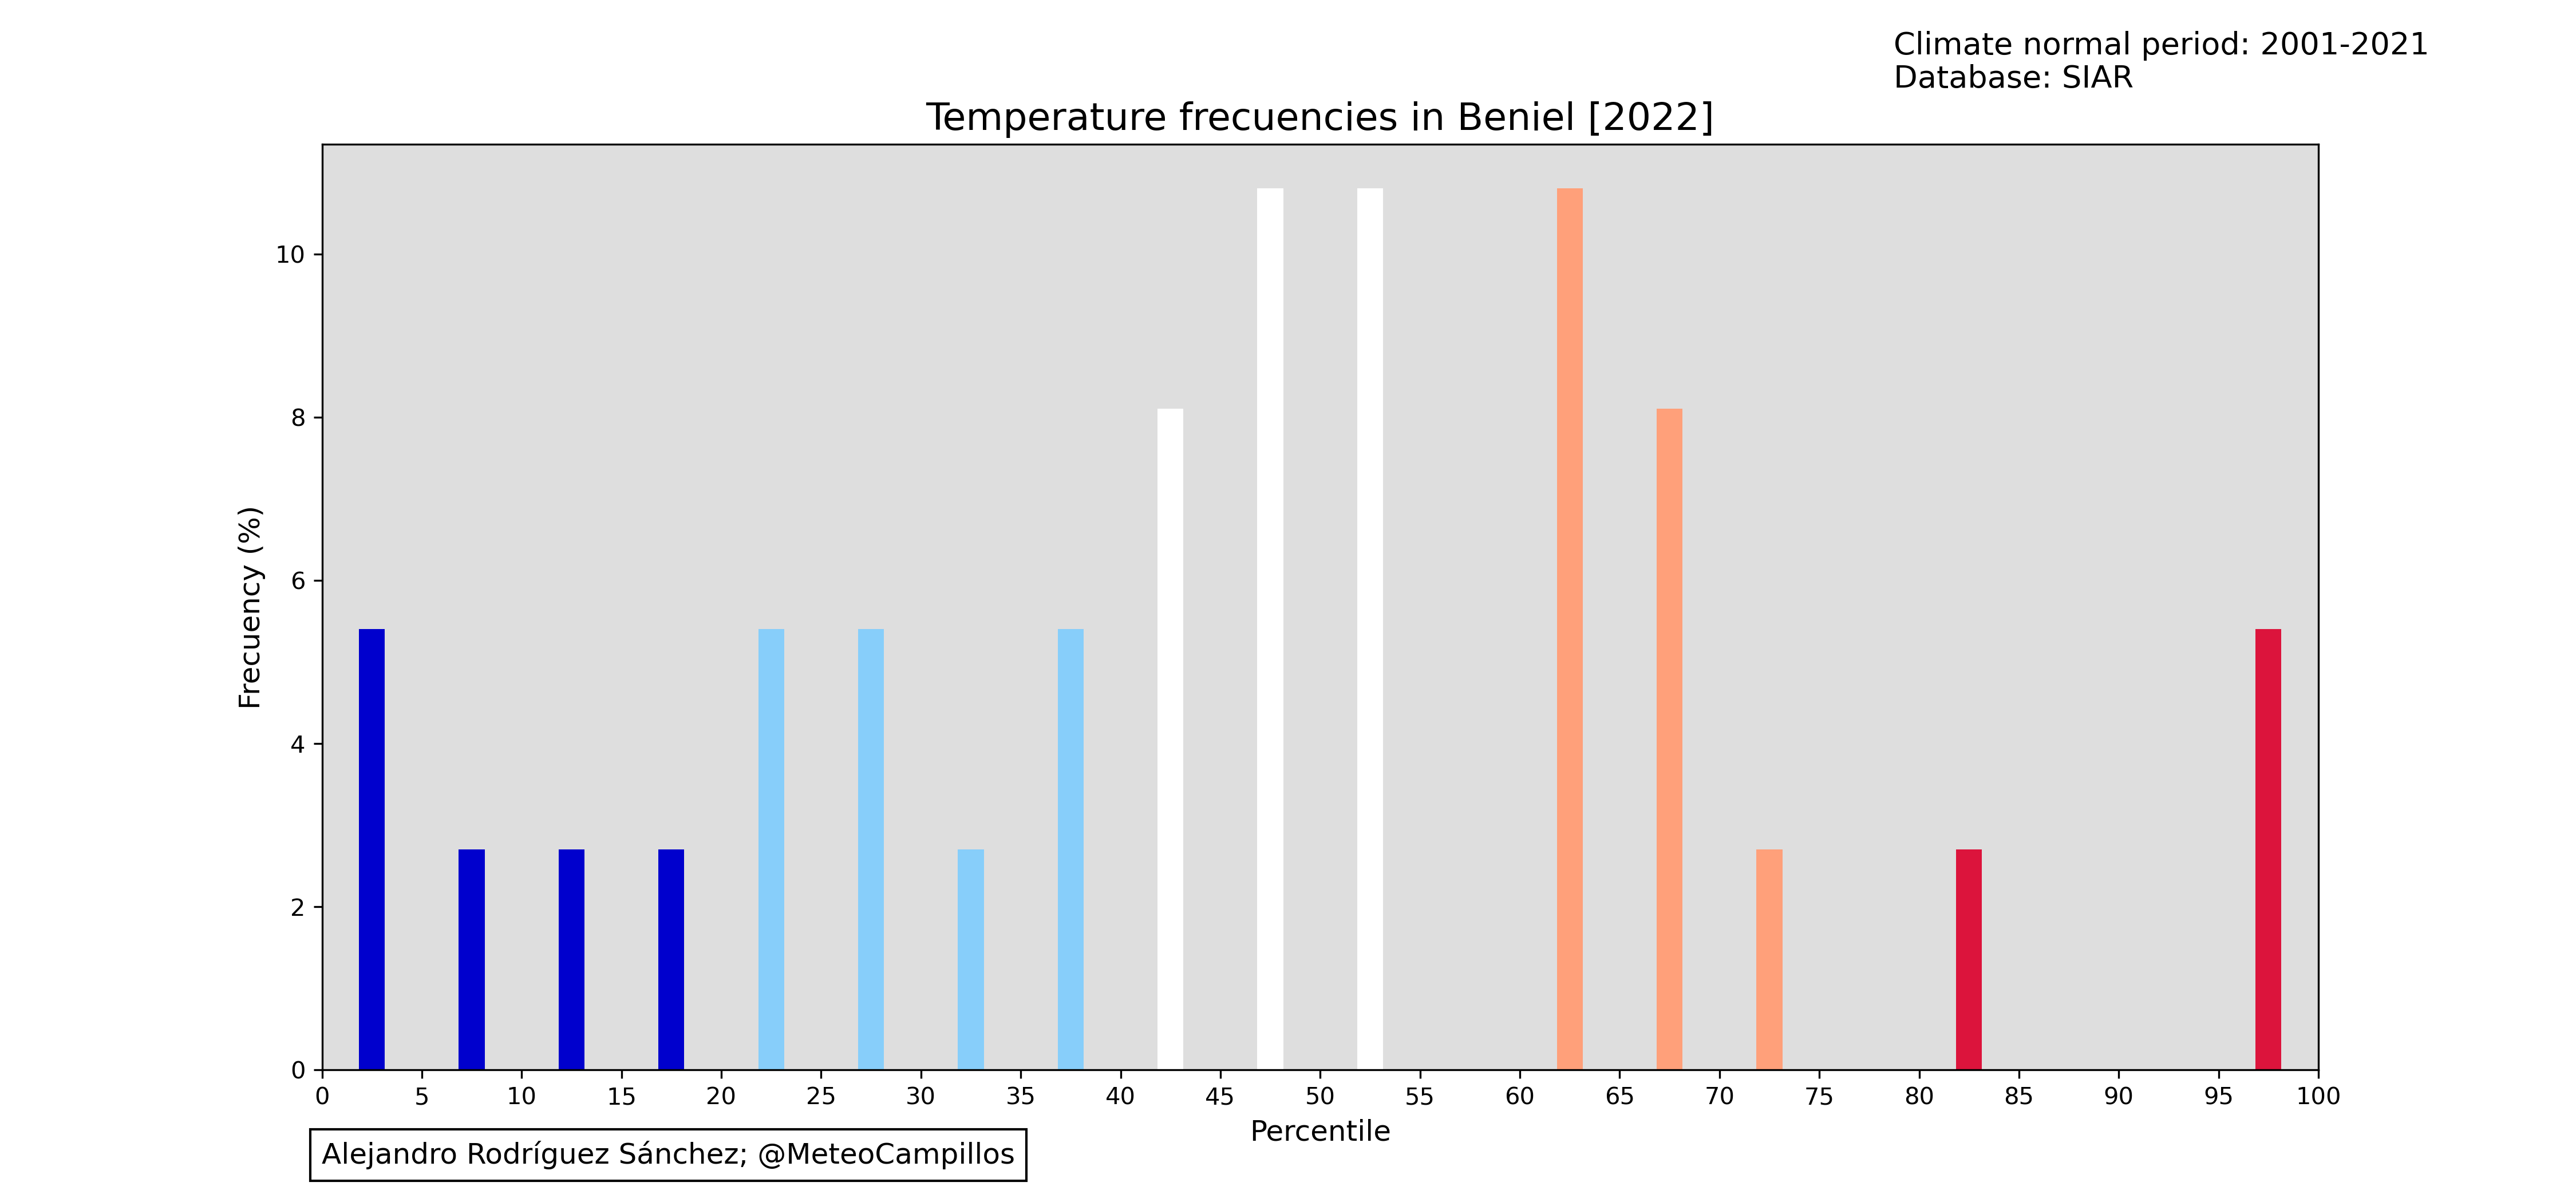 Climate normal period: 2001-2021
Database: SIAR
Temperature frecuencies in Beniel [2022]
Frecuency (%)
10
8
6
4
2
0
0 5 10 15 20 25 30 35 40 45 50 55 60 65 70 75 80 85 90 95 100
Percentile
Alejandro Rodríguez Sánchez; @MeteoCampillos